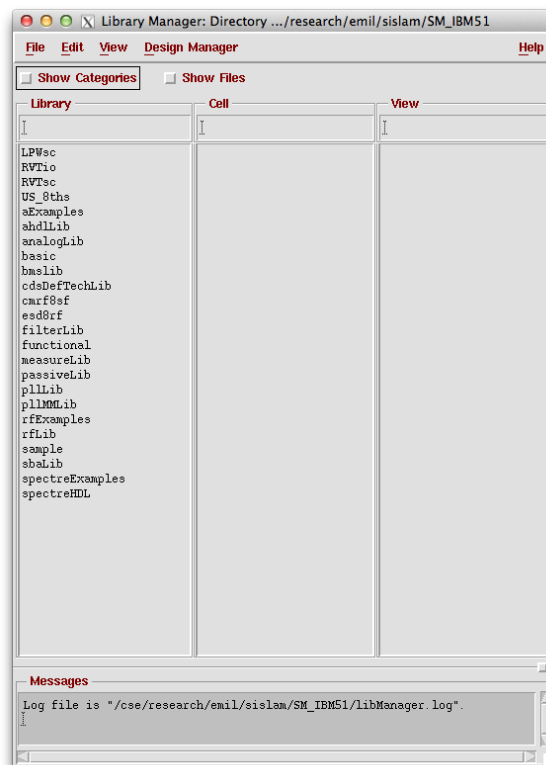 X Library Manager: Directory .../research/emil/sislam/SM_IBM51
File Edit View Design Manager Help
Show Categories Show Files
Library Cell View
LPWsc
RVTio
RVTsc
US_8ths
aExamples
ahdlLib
analogLib
basic
bmslib
cdsDefTechLib
cmrf8sf
esd8rf
filterLib
functional
measureLib
passiveLib
pllLib
pllMMLib
rfExamples
rfLib
sample
sbaLib
spectreExamples
spectreHDL
Messages
Log file is "/cse/research/emil/sislam/SM_IBM51/libManager.log".